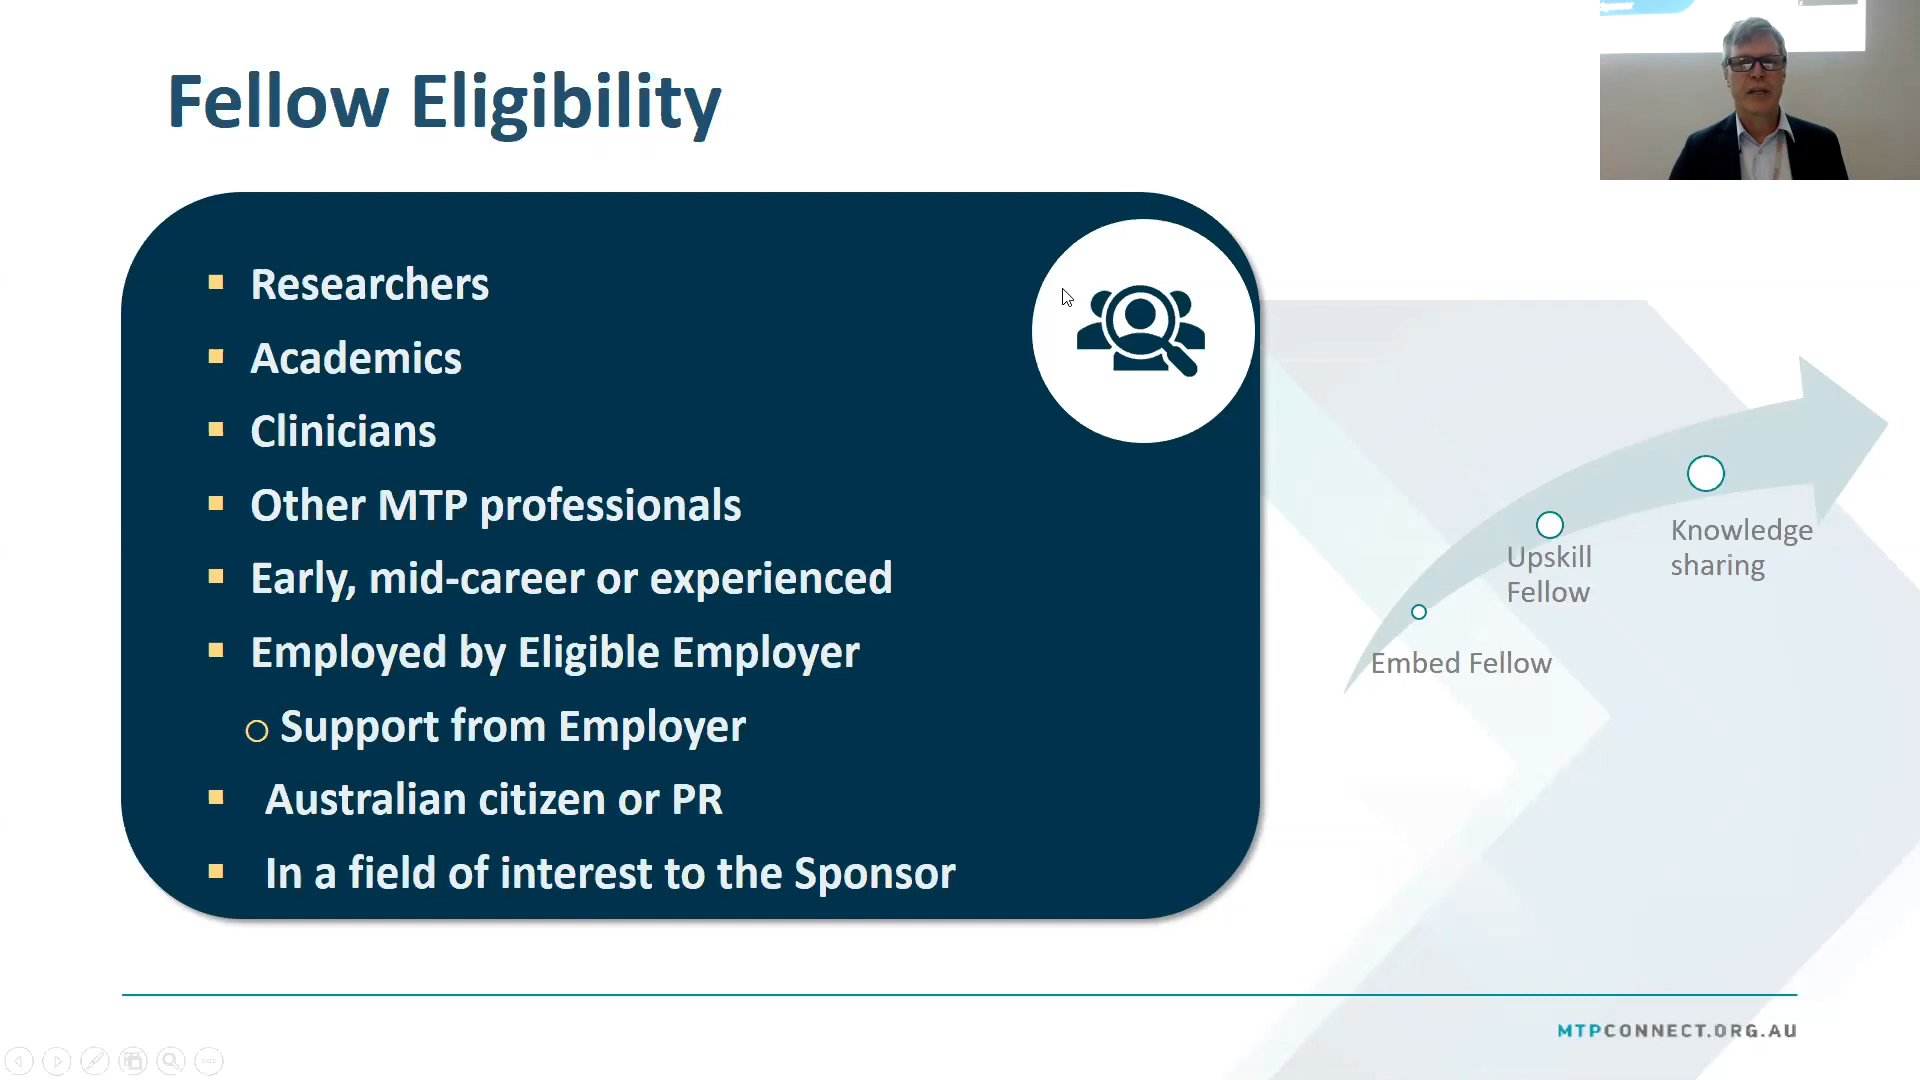 Fellow Eligibility
Researchers
Academics
Clinicians
Other MTP professionals
Early, mid-career or experienced
Employed by Eligible Employer
Support from Employer
Australian citizen or PR
In a field of interest to the Sponsor
Knowledge
sharing
Upskill
Fellow
Embed Fellow
MTPCONNECT.ORG.AU